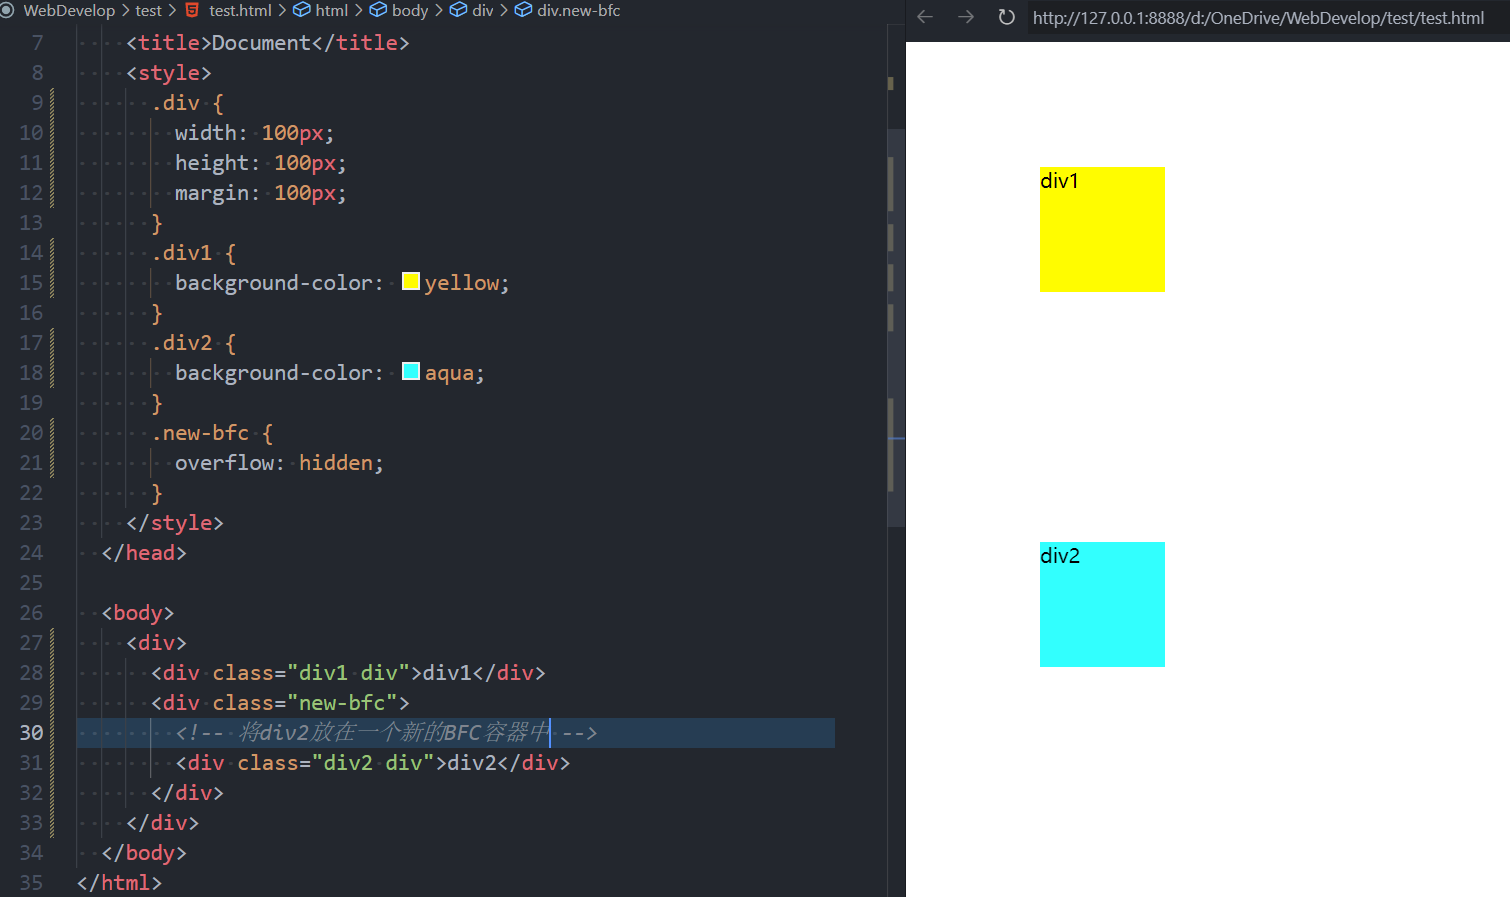 WebDevelop > test > test.html > html > body > div > div.new-bfc
7 <title>Document</title>
8 <style>
9 .div {
10 width: 100px;
11 height: 100px;
12 margin: 100px;
13 }
14 .div1 {
15 background-color: yellow;
16 }
17 .div2 {
18 background-color: aqua;
19 }
20 .new-bfc {
21 overflow: hidden;
22 }
23 </style>
24 </head>
25
26 <body>
27 <div>
28 <div class="div1 div">div1</div>
29 <div class="new-bfc">
30 <!-- 将div2放在一个新的BFC容器中 -->
31 <div class="div2 div">div2</div>
32 </div>
33 </div>
34 </body>
35 </html>
http://127.0.0.1:8888/d:/OneDrive/WebDevelop/test/test.html
div1
div2